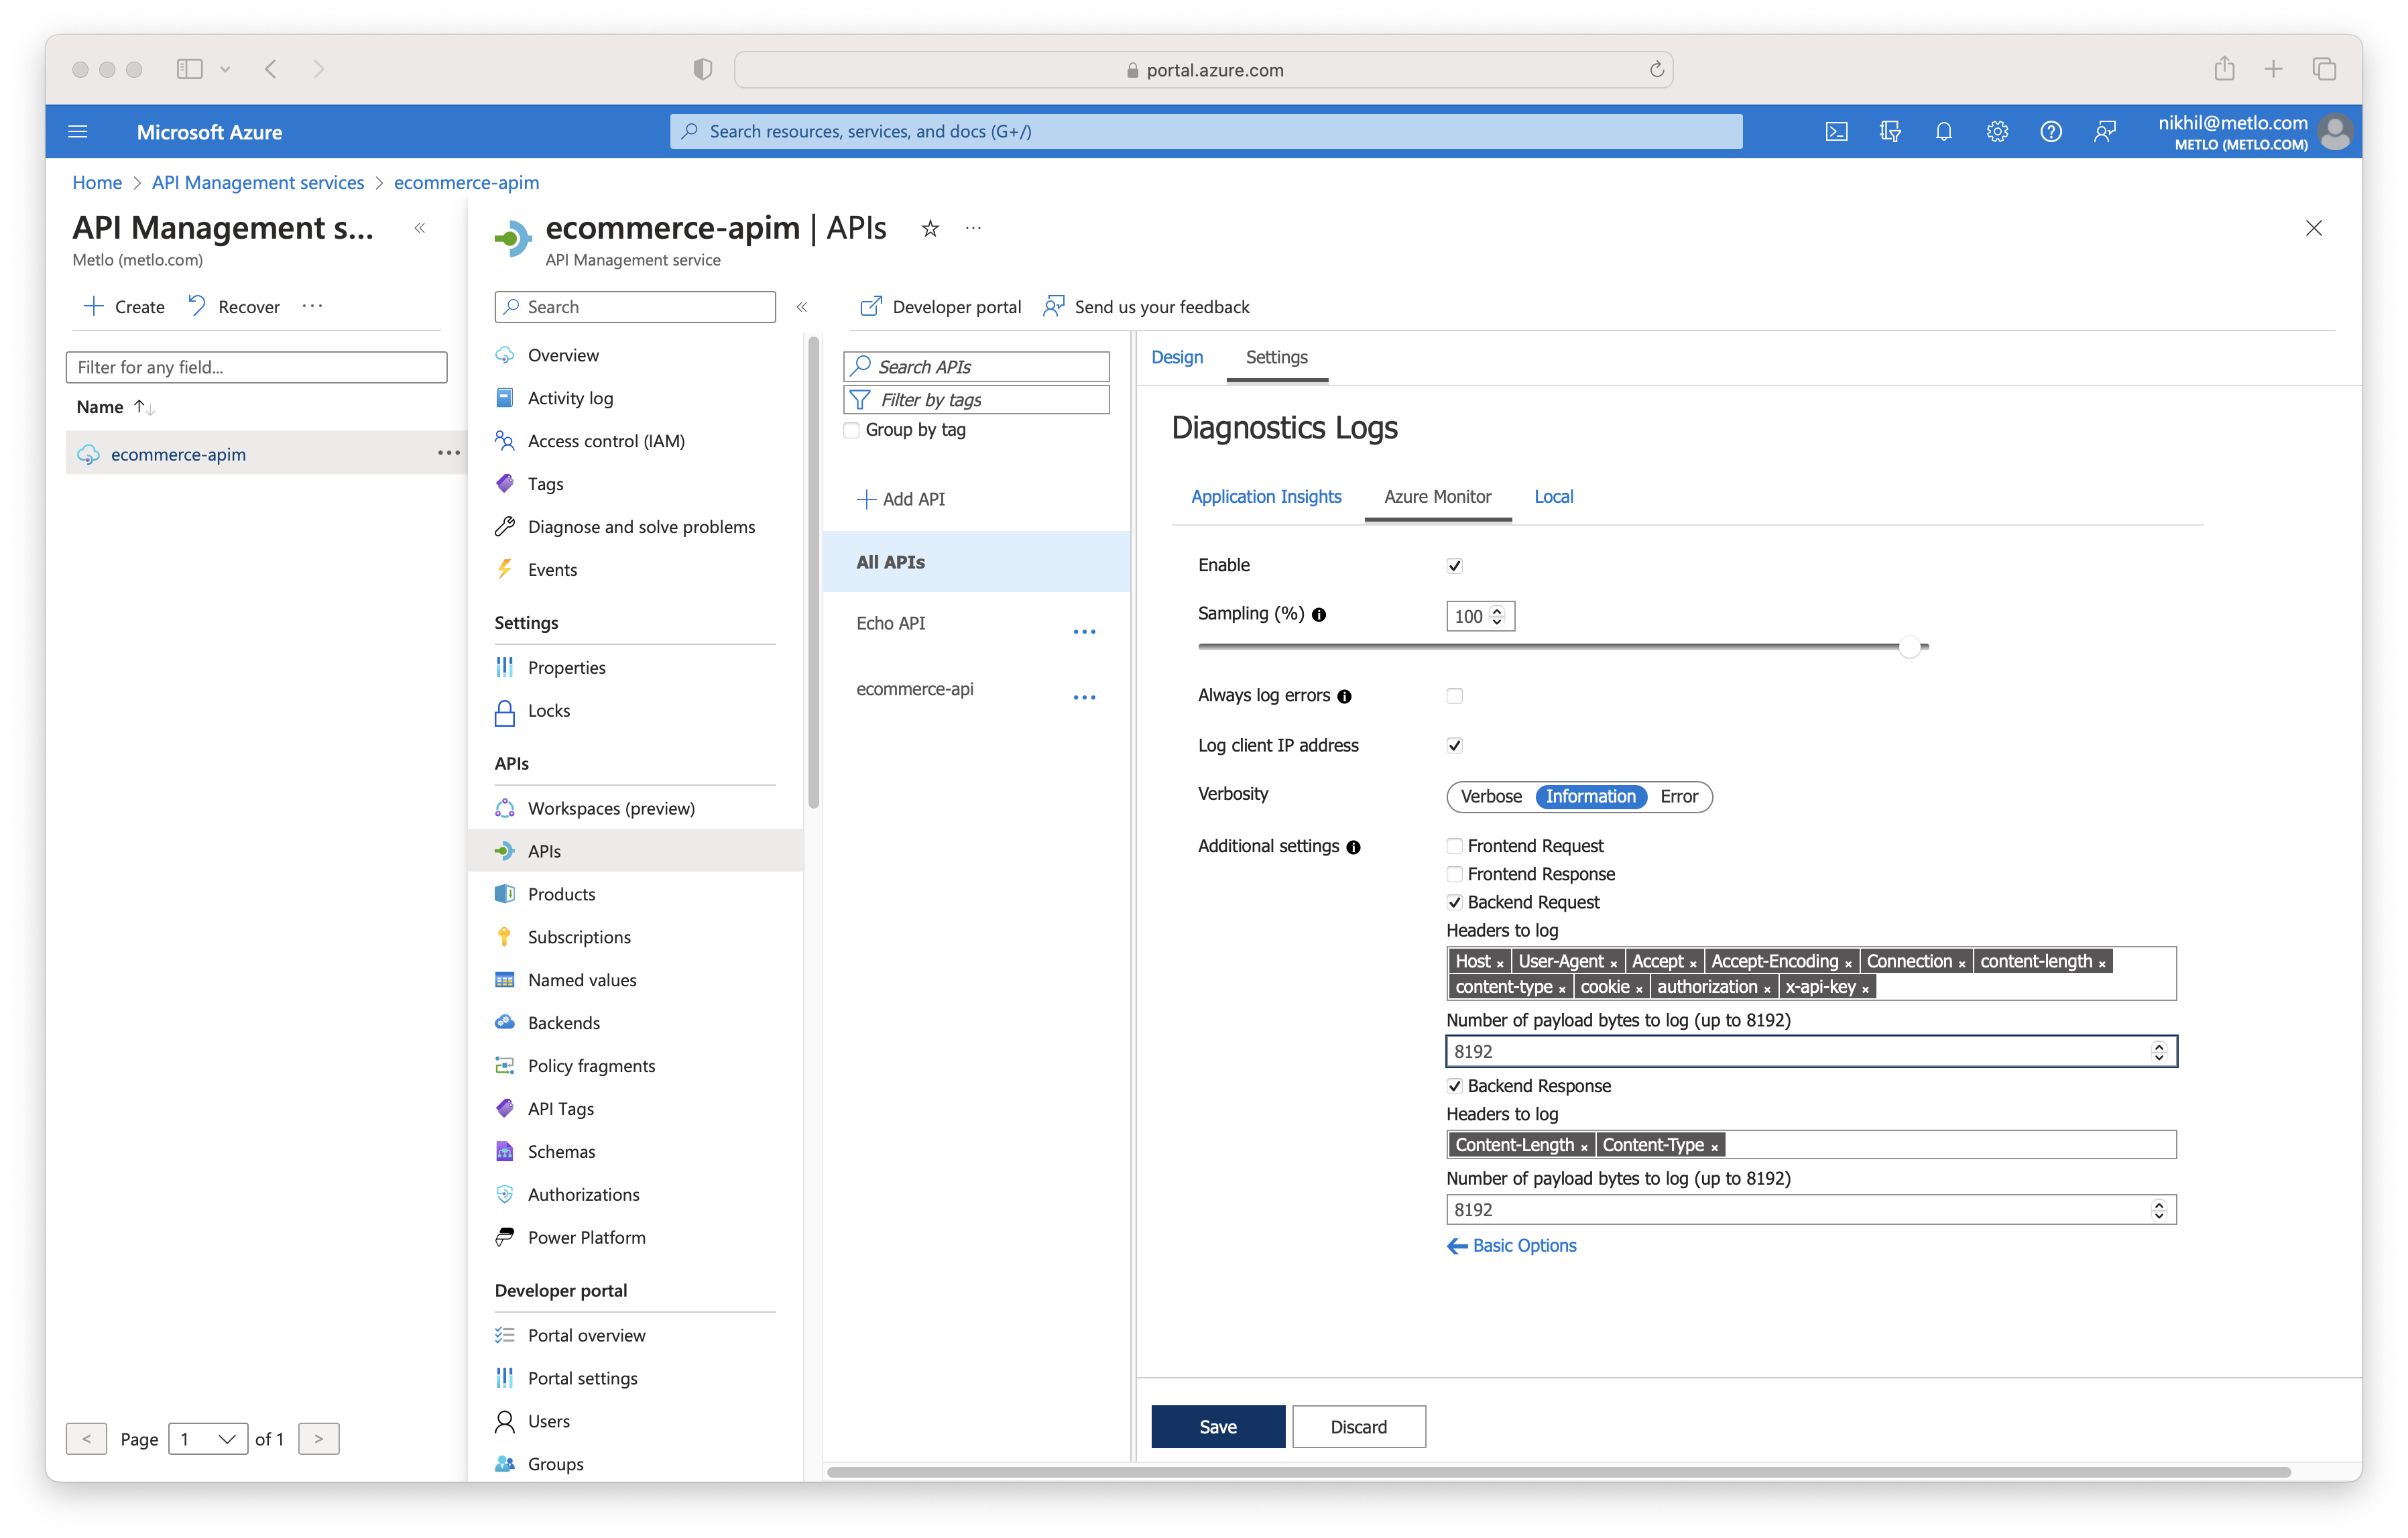 portal.azure.com
Microsoft Azure
Search resources, services, and docs (G+/)
nikhil@metlo.com
METLO (METLO.COM)
Home > API Management services > ecommerce-apim
API Management s...
Metlo (metlo.com)
Create
Recover
Filter for any field...
Name
ecommerce-apim
< Page 1 of 1 >
ecommerce-apim | APIs
API Management service
Search
Overview
Activity log
Access control (IAM)
Tags
Diagnose and solve problems
Events
Settings
Properties
Locks
APIs
Workspaces (preview)
APIs
Products
Subscriptions
Named values
Backends
Policy fragments
API Tags
Schemas
Authorizations
Power Platform
Developer portal
Portal overview
Portal settings
Users
Groups
Developer portal
Send us your feedback
Search APIs
Filter by tags
Group by tag
Add API
All APIs
Echo API
ecommerce-api
Design
Settings
Diagnostics Logs
Application Insights
Azure Monitor
Local
Enable
Sampling (%)
100
Always log errors
Log client IP address
Verbosity
Verbose Information Error
Additional settings
Frontend Request
Frontend Response
Backend Request
Headers to log
Host × User-Agent × Accept × Accept-Encoding × Connection × content-length ×
content-type × cookie × authorization × x-api-key ×
Number of payload bytes to log (up to 8192)
8192
Backend Response
Headers to log
Content-Length × Content-Type ×
Number of payload bytes to log (up to 8192)
8192
Basic Options
Save
Discard